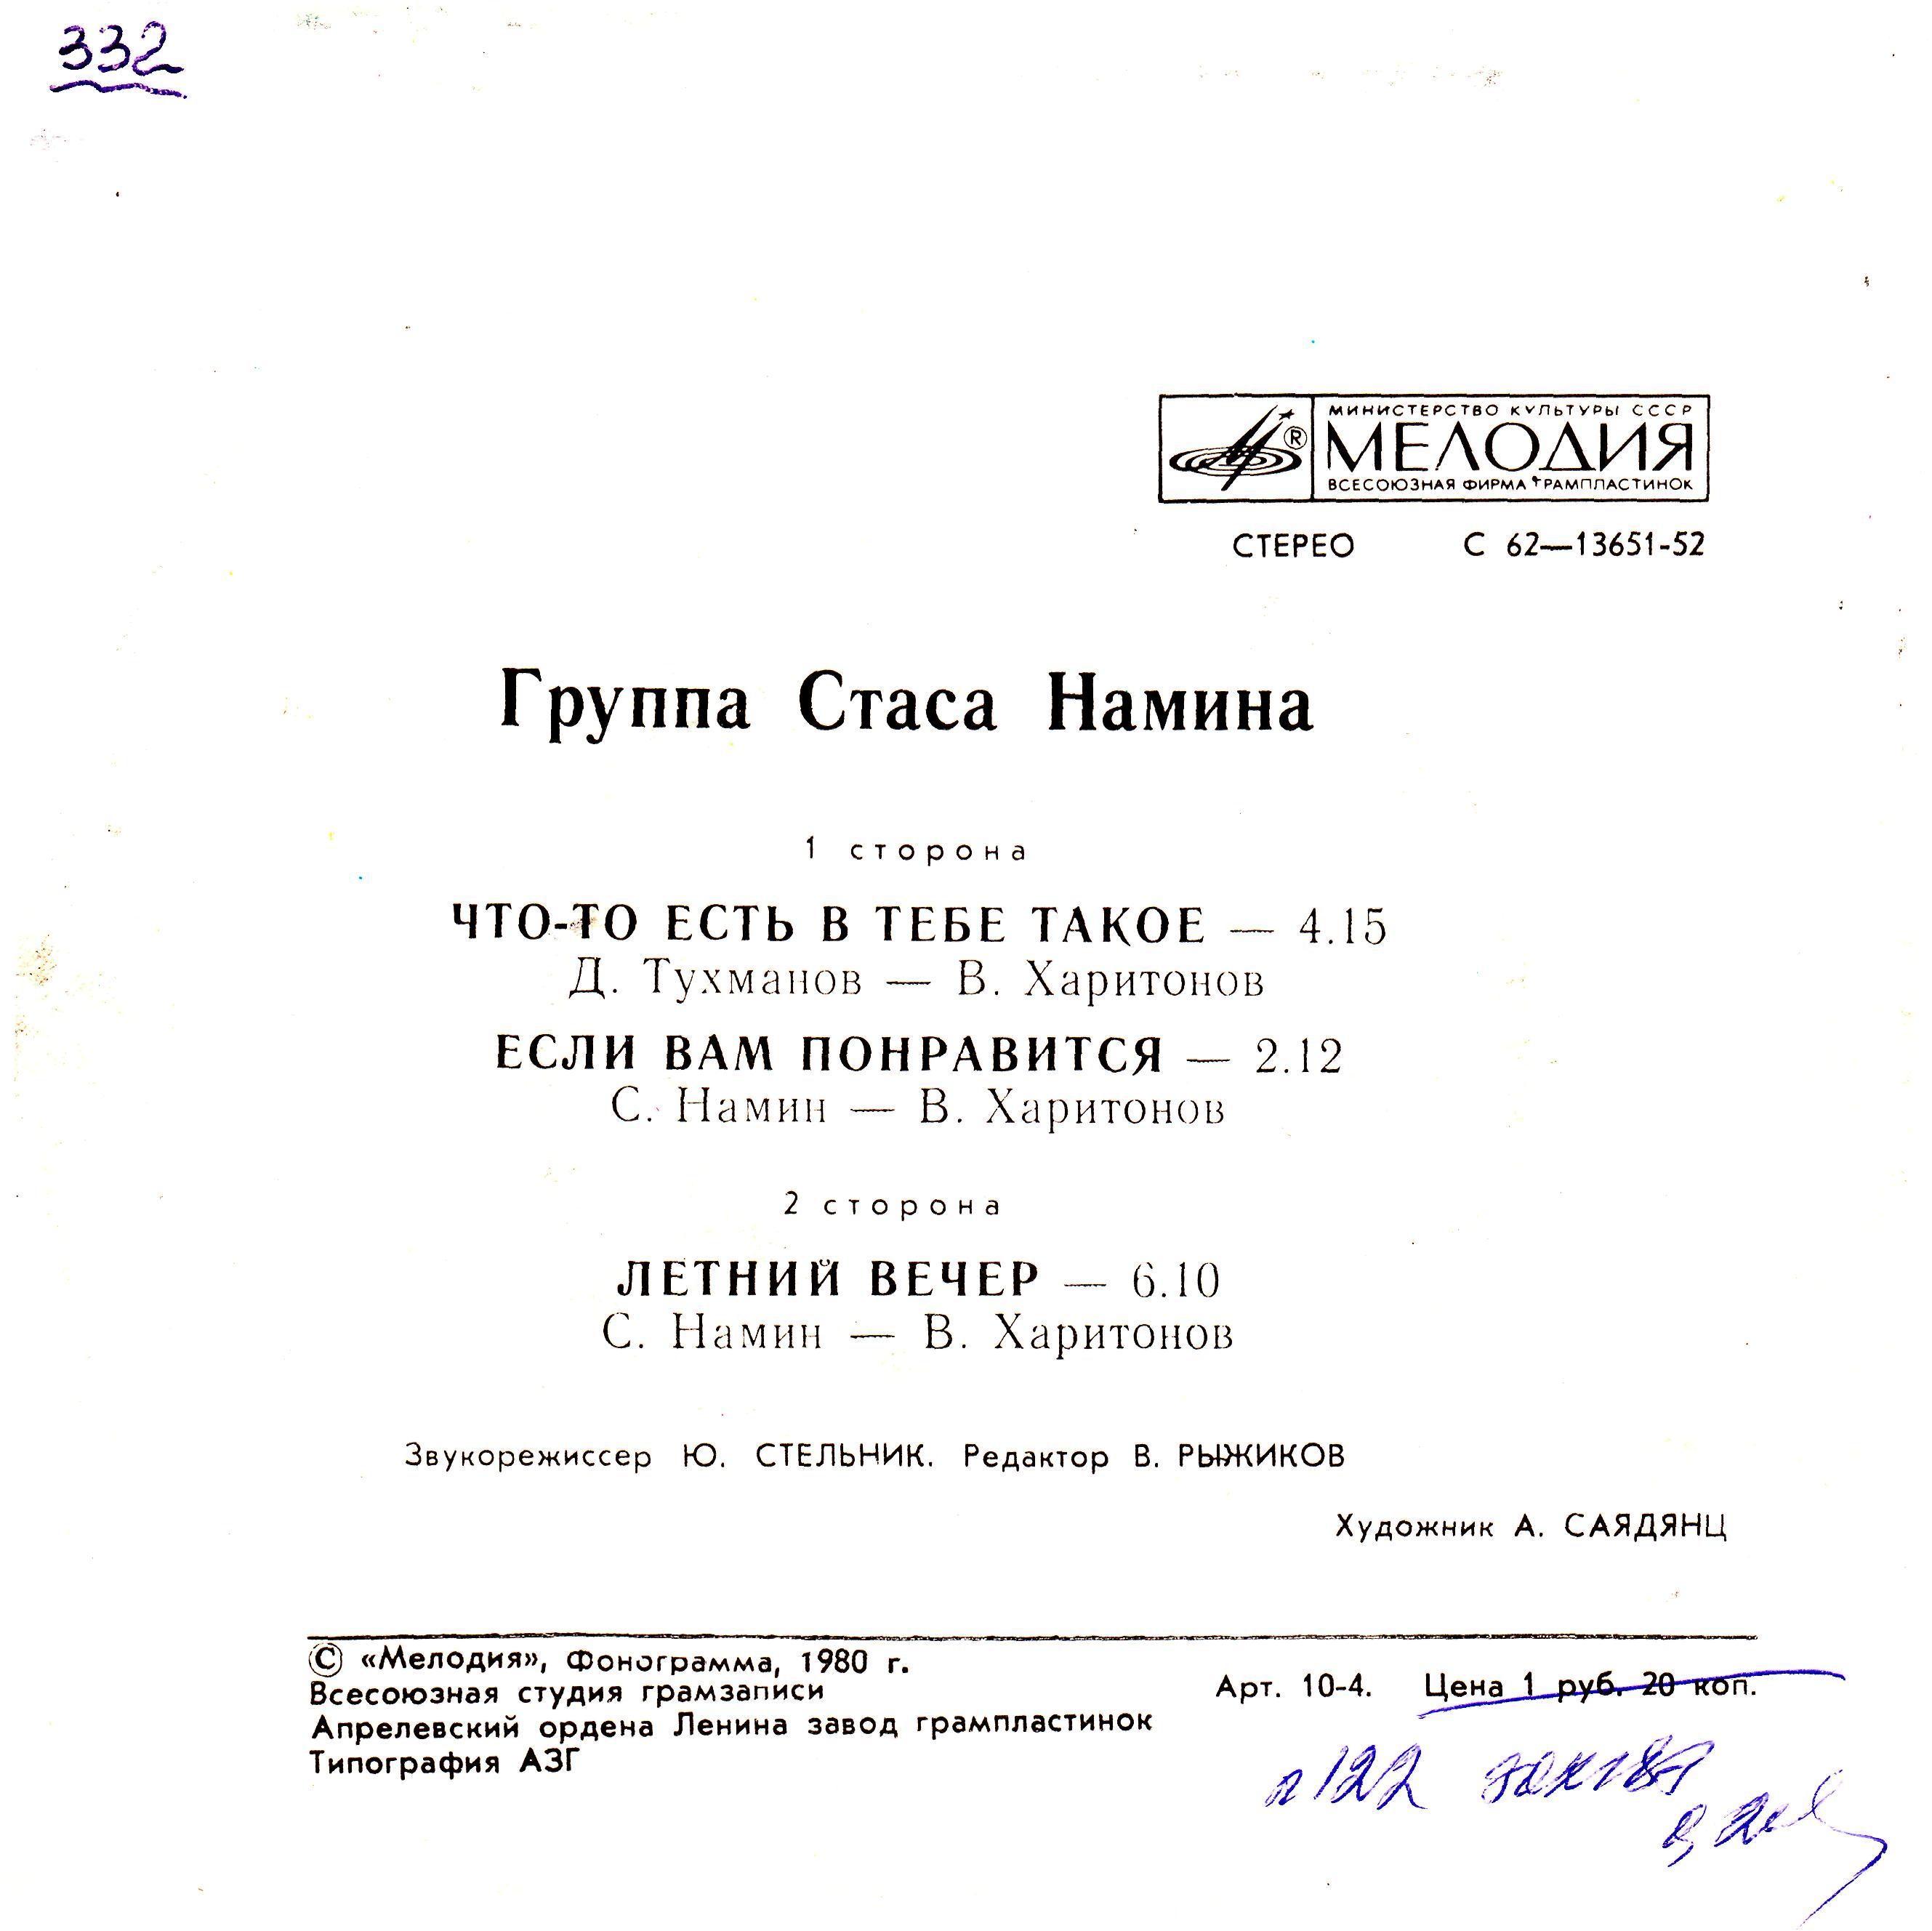 332
МИНИСТЕРСТВО КУЛЬТУРЫ СССР
МЕЛОДИЯ
ВСЕСОЮЗНАЯ ФИРМА ГРАМПЛАСТИНОК
СТЕРЕО С 62—13651-52
Группа Стаса Намина
1 сторона
ЧТО-ТО ЕСТЬ В ТЕБЕ ТАКОЕ — 4.15
Д. Тухманов — В. Харитонов
ЕСЛИ ВАМ ПОНРАВИТСЯ — 2.12
С. Намин — В. Харитонов
2 сторона
ЛЕТНИЙ ВЕЧЕР — 6.10
С. Намин — В. Харитонов
Звукорежиссер Ю. СТЕЛЬНИК. Редактор В. РЫЖИКОВ
Художник А. САЯДЯНЦ
© «Мелодия», Фонограмма, 1980 г.
Всесоюзная студия грамзаписи
Арт. 10-4. Цена 1 руб. 20 коп.
Апрелевский ордена Ленина завод грампластинок
Типография АЗГ
122